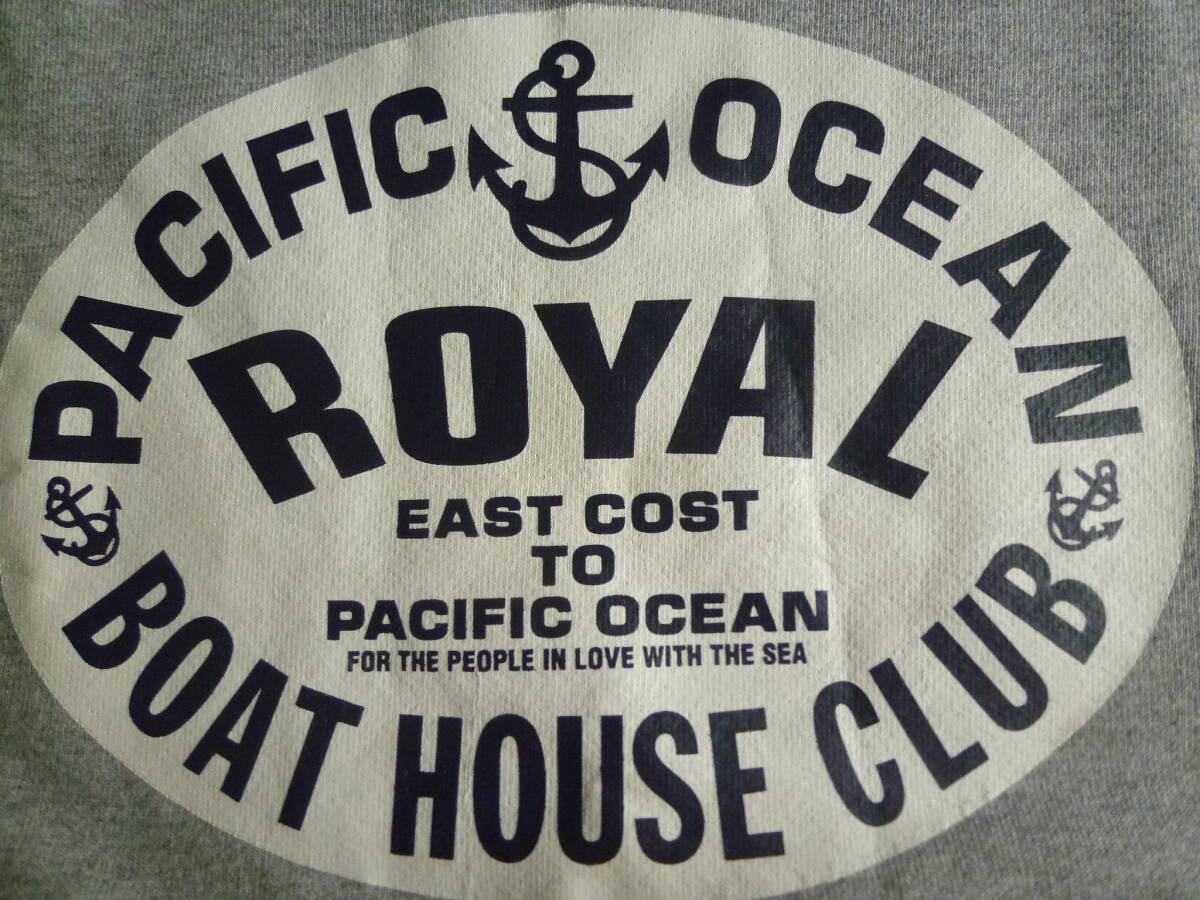 PACIFIC OCEAN
ROYAL
EAST COST
TO
PACIFIC OCEAN
FOR THE PEOPLE IN LOVE WITH THE SEA
BOAT HOUSE CLUB